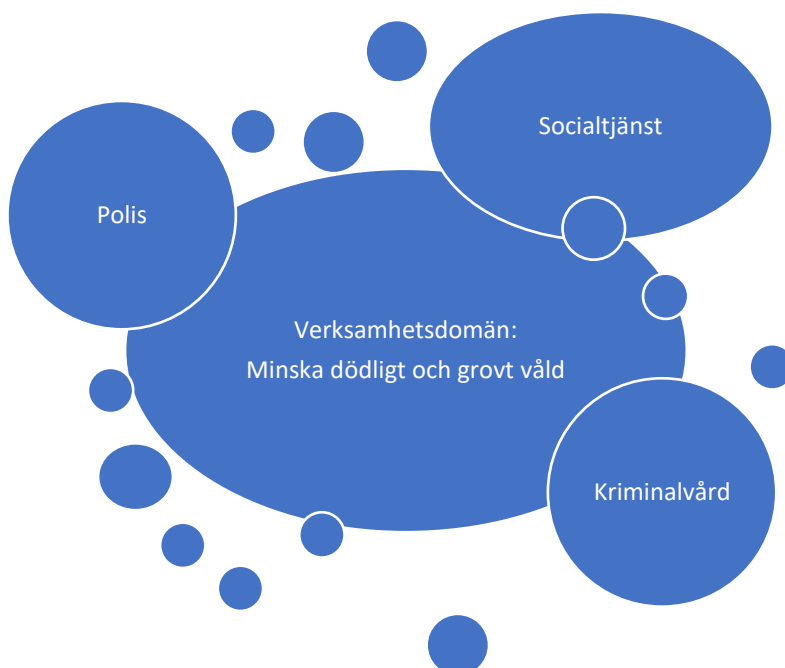 Socialtjänst
Polis
Verksamhetsdomän:
Minska dödligt och grovt våld
Kriminalvård